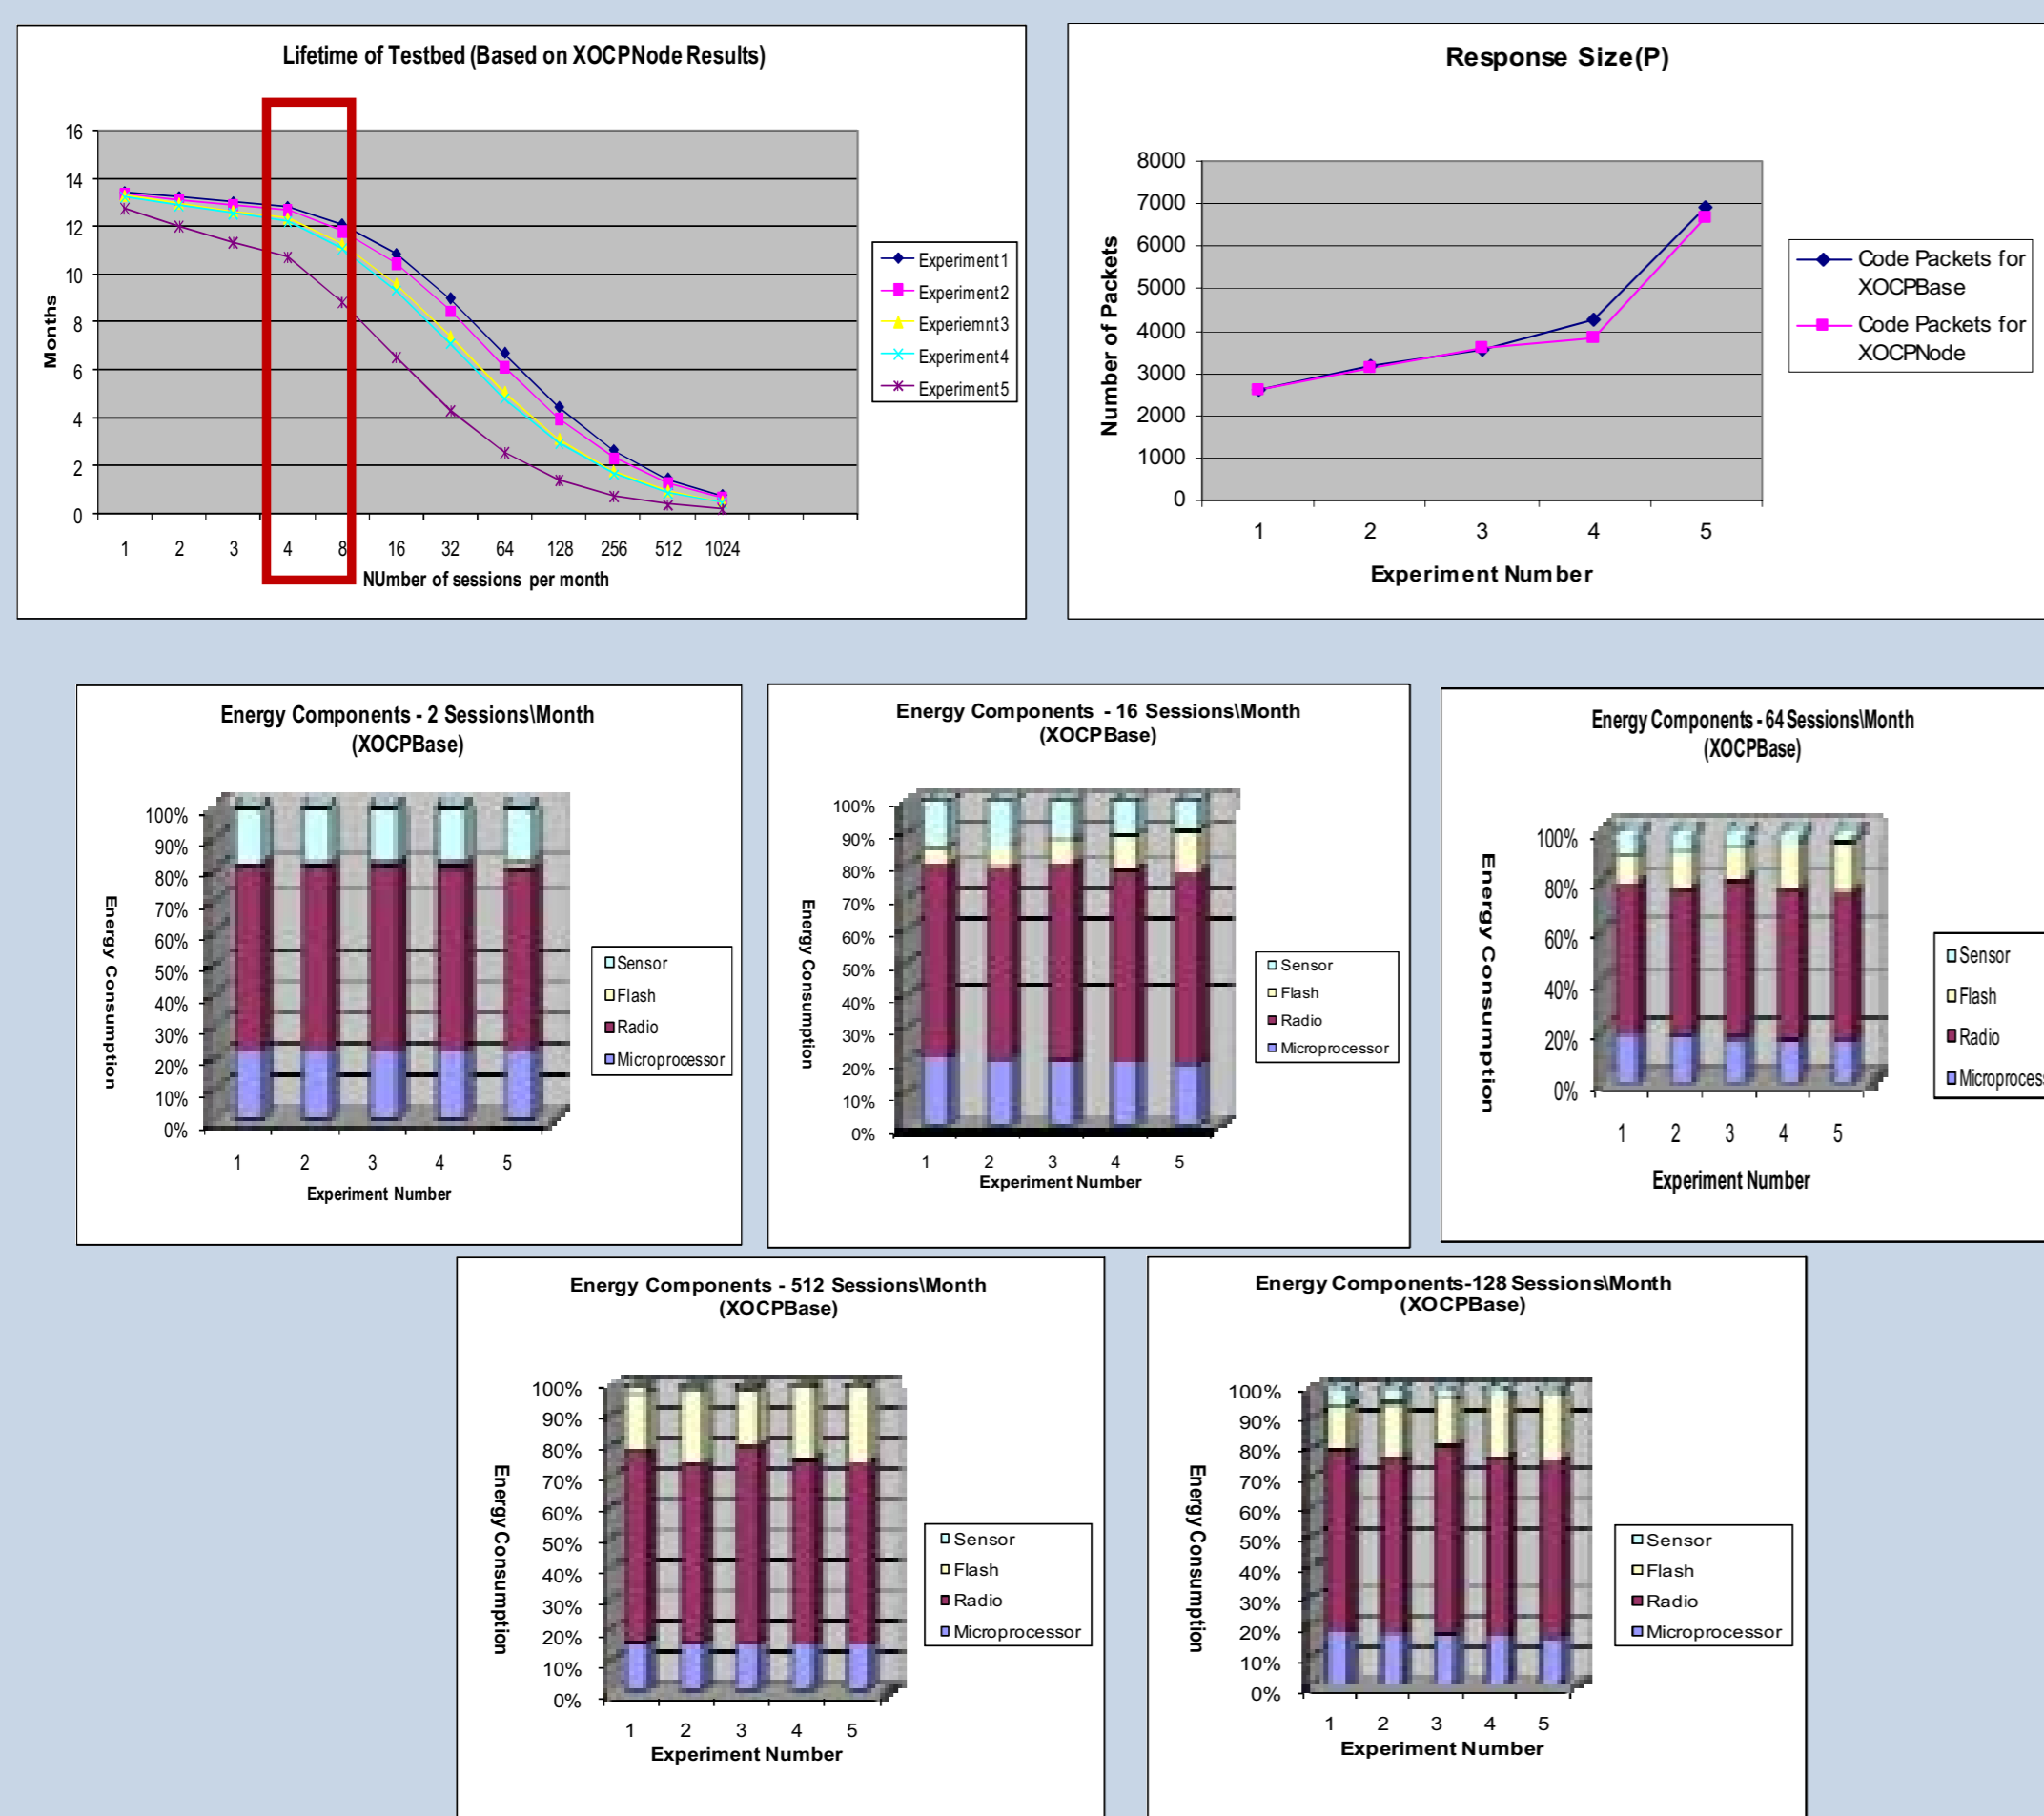 Lifetime of Testbed (Based on XOCPNode Results)
16
14
12
10
8
6
4
2
0
Months
1 2 3 4 8 16 32 64 128 256 512 1024
NUmber of sessions per month
Experiment1
Experiment2
Experiemnt3
Experiment4
Experiment5
Response Size(P)
8000
7000
6000
5000
4000
3000
2000
1000
0
Number of Packets
1 2 3 4 5
Experiment Number
Code Packets for
XOCPBase
Code Packets for
XOCPNode
Energy Components - 2 Sessions\Month
(XOCPBase)
100%
90%
80%
70%
60%
50%
40%
30%
20%
10%
0%
Energy Consumption
1 2 3 4 5
Experiment Number
Sensor
Flash
Radio
Microprocessor
Energy Components - 16 Sessions\Month
(XOCPBase)
100%
90%
80%
70%
60%
50%
40%
30%
20%
10%
0%
Energy Consumption
1 2 3 4 5
Experiment Number
Sensor
Flash
Radio
Microprocessor
Energy Components - 64 Sessions\Month
(XOCPBase)
100%
80%
60%
40%
20%
0%
Energy Consumption
1 2 3 4 5
Experiment Number
Sensor
Flash
Radio
Microproces
Energy Components - 512 Sessions\Month
(XOCPBase)
100%
90%
80%
70%
60%
50%
40%
30%
20%
10%
0%
Energy Consumption
1 2 3 4 5
Experiment Number
Sensor
Flash
Radio
Microprocessor
Energy Components-128 Sessions\Month
(XOCPBase)
100%
90%
80%
70%
60%
50%
40%
30%
20%
10%
0%
Energy Consumption
1 2 3 4 5
Experiment Number
Sensor
Flash
Radio
Microprocessor